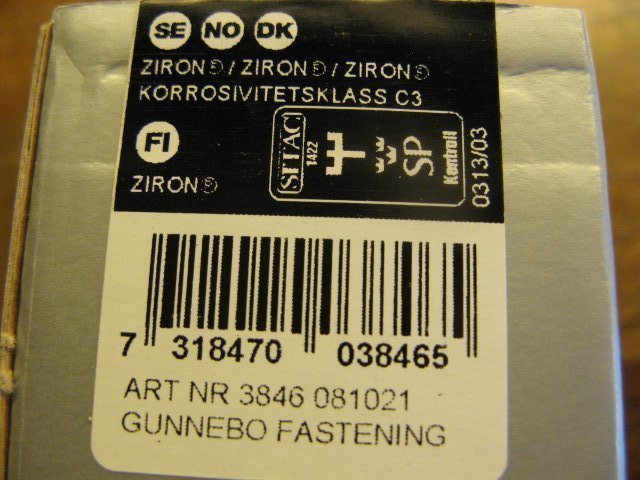 SE NO DK
ZIRON® / ZIRON® / ZIRON®
KORROSIVITETSKLASS C3
FI
ZIRON®
SITAC
1422
SP
Kontroll
0313/03
7 318470 038465
ART NR 3846 081021
GUNNEBO FASTENING